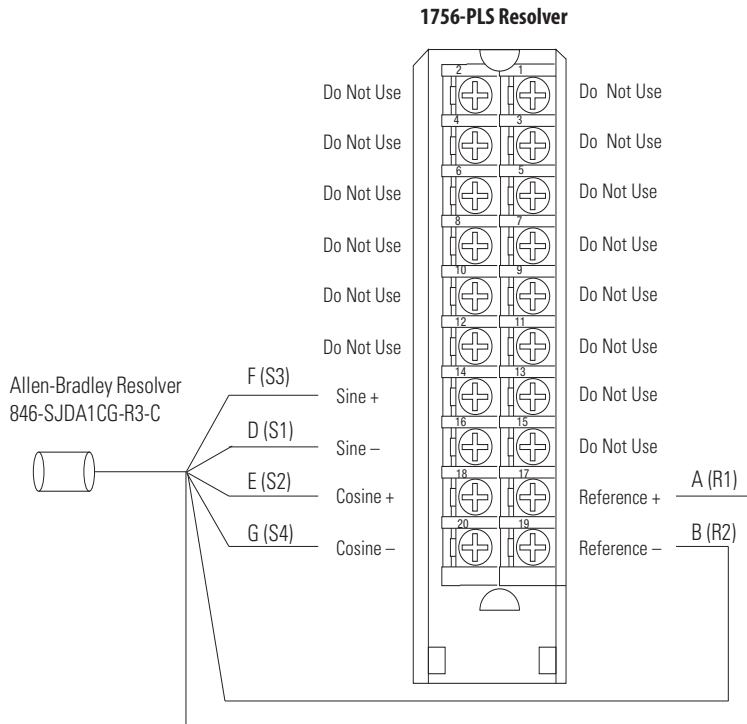 1756-PLS Resolver
2 1
Do Not Use Do Not Use
4 3
Do Not Use Do Not Use
6 5
Do Not Use Do Not Use
8 7
Do Not Use Do Not Use
10 9
Do Not Use Do Not Use
12 11
Do Not Use Do Not Use
Allen-Bradley Resolver
846-SJDA1CG-R3-C
F (S3)
14 13
Sine + Do Not Use
D (S1)
16 15
Sine – Do Not Use
E (S2)
18 17
Cosine + Reference +
A (R1)
G (S4)
20 19
Cosine – Reference –
B (R2)